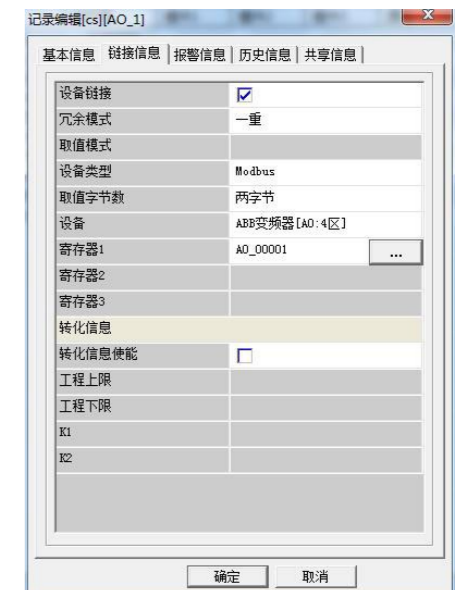 记录编辑[cs][AO_1]
基本信息 链接信息 报警信息 历史信息 共享信息
设备链接
冗余模式 一重
取值模式
设备类型 Modbus
取值字节数 两字节
设备 ABB变频器[AO:4区]
寄存器1 AO_00001 ...
寄存器2
寄存器3
转化信息
转化信息使能
工程上限
工程下限
K1
K2
确定 取消